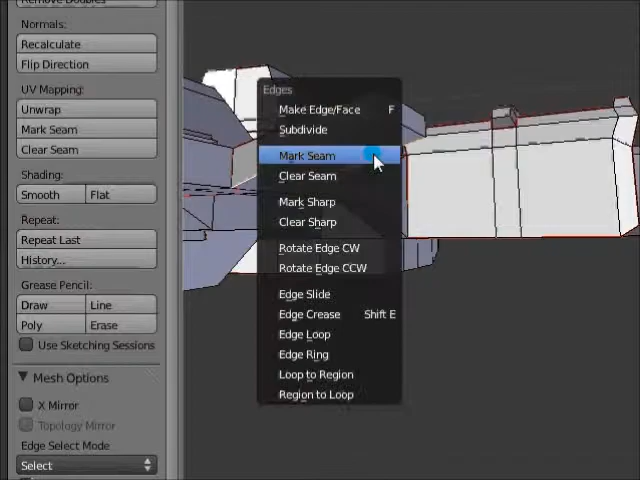 Remove Doubles
Normals:
Recalculate
Flip Direction
UV Mapping:
Unwrap
Mark Seam
Clear Seam
Shading:
Smooth Flat
Repeat:
Repeat Last
History...
Grease Pencil:
Draw Line
Poly Erase
Use Sketching Sessions
Mesh Options
X Mirror
Topology Mirror
Edge Select Mode
Select
Edges
Make Edge/Face F
Subdivide
Mark Seam
Clear Seam
Mark Sharp
Clear Sharp
Rotate Edge CW
Rotate Edge CCW
Edge Slide
Edge Crease Shift E
Edge Loop
Edge Ring
Loop to Region
Region to Loop